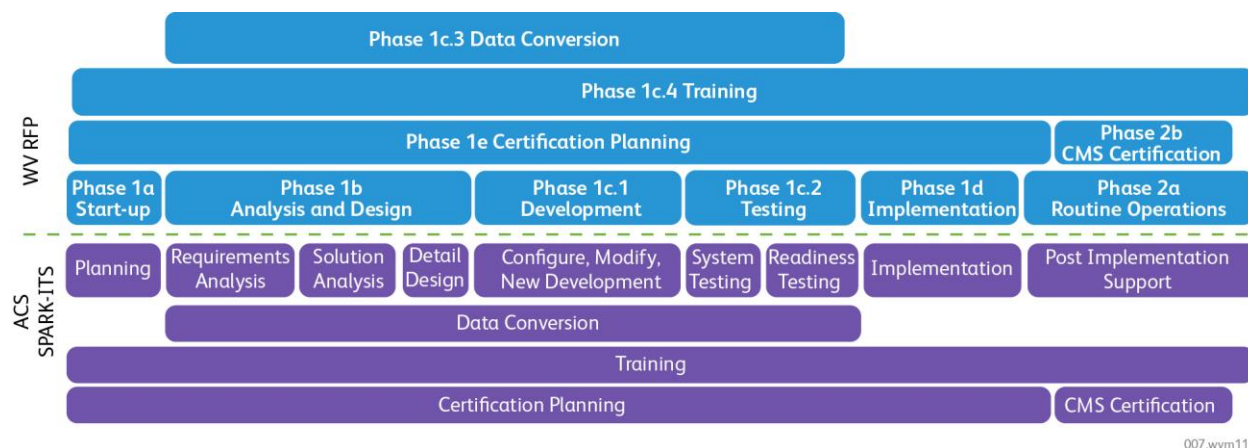 Phase 1c.3 Data Conversion
Phase 1c.4 Training
WV RFP
Phase 1e Certification Planning
Phase 2b
CMS Certification
Phase 1a
Start-up
Phase 1b
Analysis and Design
Phase 1c.1
Development
Phase 1c.2
Testing
Phase 1d
Implementation
Phase 2a
Routine Operations
ACS
SPARK-ITS
Planning
Requirements
Analysis
Solution
Analysis
Detail
Design
Configure, Modify,
New Development
System
Testing
Readiness
Testing
Implementation
Post Implementation
Support
Data Conversion
Training
Certification Planning
CMS Certification
007.wvm11